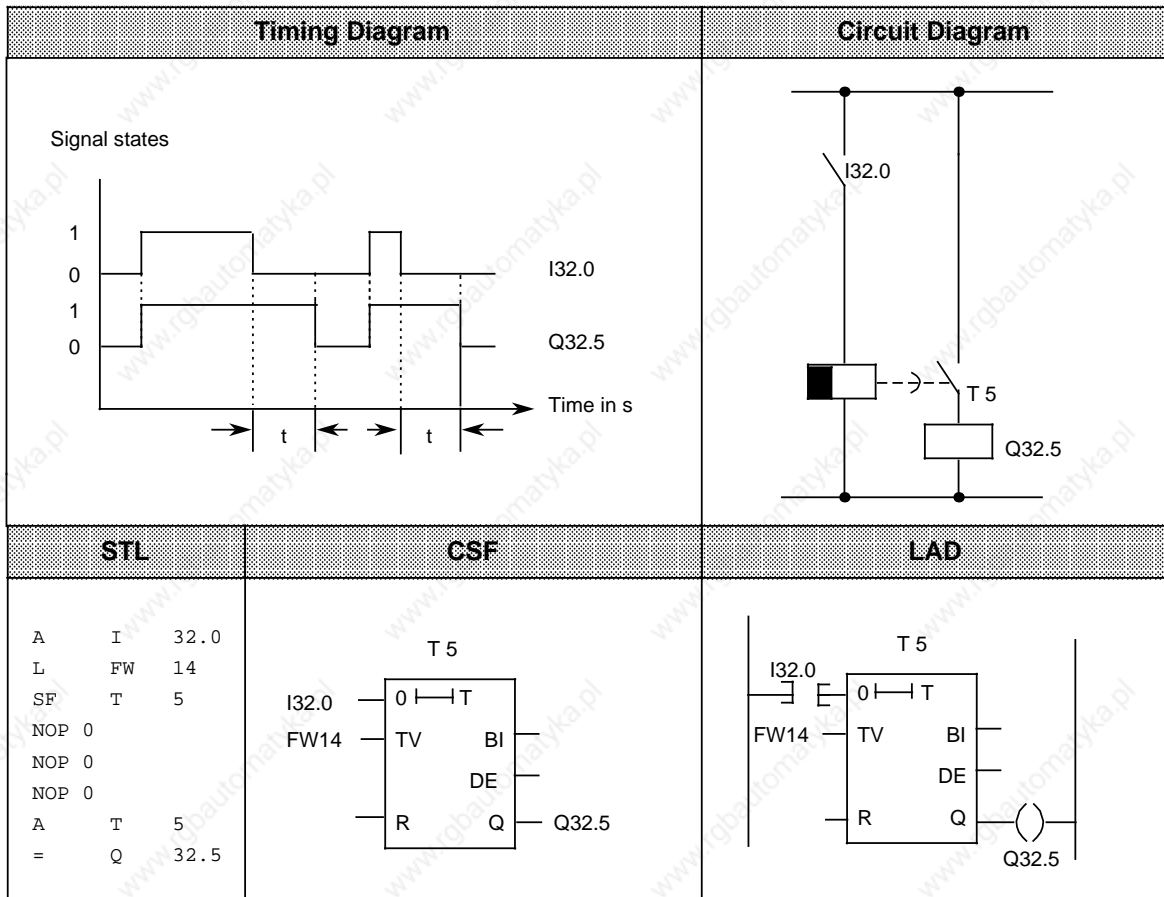 Timing Diagram
Circuit Diagram
Signal states
1
0
I32.0
1
0
Q32.5
Time in s
t
t
I32.0
T 5
Q32.5
STL
CSF
LAD
A I 32.0
L FW 14
SF T 5
NOP 0
NOP 0
NOP 0
A T 5
= Q 32.5
T 5
I32.0 0 T
FW14 TV BI
DE
R Q Q32.5
T 5
I32.0
0 T
FW14 TV BI
DE
R Q
Q32.5
www.rgbautomatyka.pl